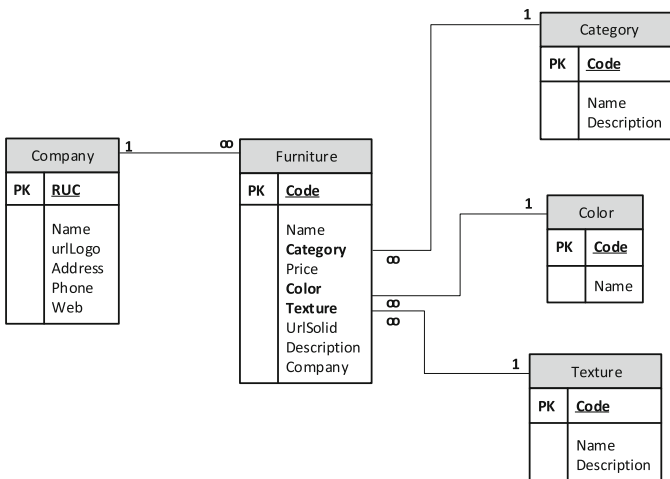 Company
PK RUC
Name
urlLogo
Address
Phone
Web
1
∞
Furniture
PK Code
Name
Category
Price
Color
Texture
UrlSolid
Description
Company
∞
∞
∞
1
Category
PK Code
Name
Description
1
Color
PK Code
Name
1
Texture
PK Code
Name
Description